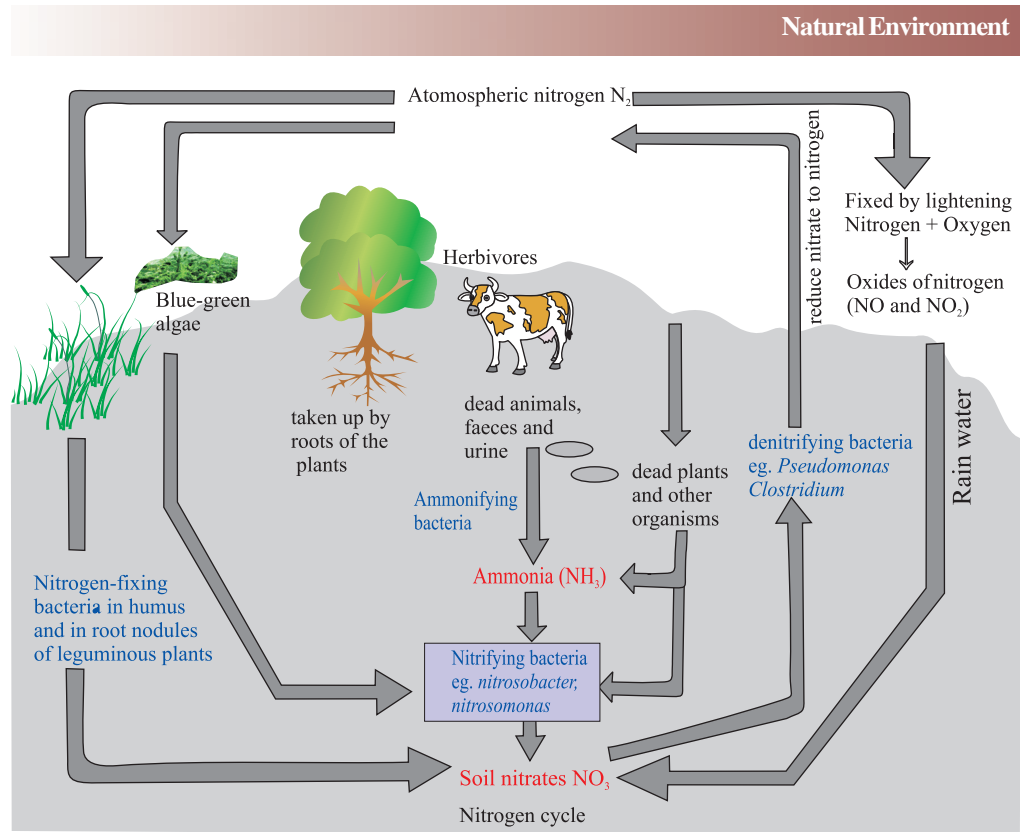 Natural Environment
Atomospheric nitrogen N₂
reduce nitrate to nitrogen
Fixed by lightening
Nitrogen + Oxygen
Oxides of nitrogen
(NO and NO₂)
Herbivores
Blue-green
algae
taken up by
roots of the
plants
dead animals,
faeces and
urine
dead plants
and other
organisms
denitrifying bacteria
eg. Pseudomonas
Clostridium
Rain water
Ammonifying
bacteria
Ammonia (NH₃)
Nitrogen-fixing
bacteria in humus
and in root nodules
of leguminous plants
Nitrifying bacteria
eg. nitrosobacter,
nitrosomonas
Soil nitrates NO₃
Nitrogen cycle